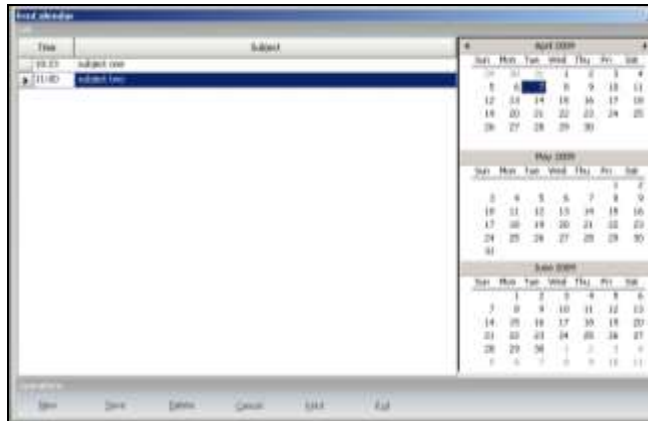 Time Subject
10:15 subject one
11:00 subject two
April 2009
Sun Mon Tue Wed Thu Fri Sat
29 30 31 1 2 3 4
5 6 7 8 9 10 11
12 13 14 15 16 17 18
19 20 21 22 23 24 25
26 27 28 29 30
May 2009
Sun Mon Tue Wed Thu Fri Sat
1 2
3 4 5 6 7 8 9
10 11 12 13 14 15 16
17 18 19 20 21 22 23
24 25 26 27 28 29 30
31
June 2009
Sun Mon Tue Wed Thu Fri Sat
1 2 3 4 5 6
7 8 9 10 11 12 13
14 15 16 17 18 19 20
21 22 23 24 25 26 27
28 29 30 1 2 3 4
5 6 7 8 9 10 11
Operations
New Save Delete Cancel Print Exit